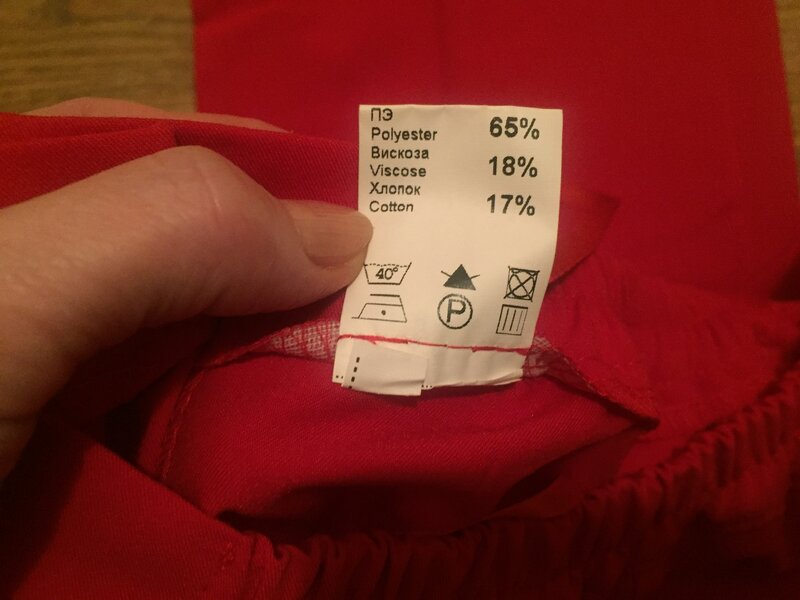 ПЭ
Polyester 65%
Вискоза
Viscose 18%
Хлопок
Cotton 17%
40°
P